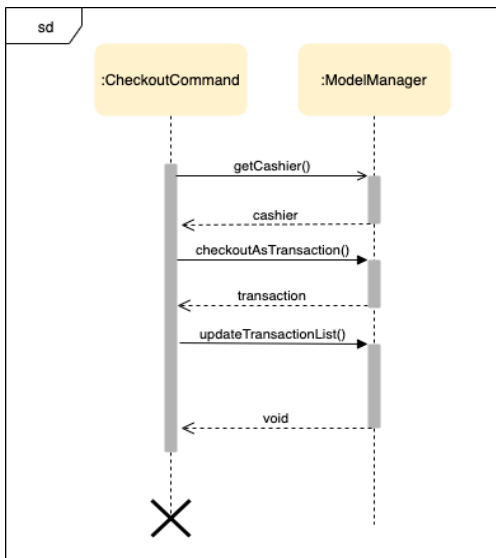 sd
:CheckoutCommand
:ModelManager
getCashier()
cashier
checkoutAsTransaction()
transaction
updateTransactionList()
void